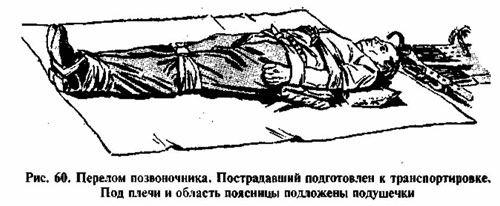 Рис. 60. Перелом позвоночника. Пострадавший подготовлен к транспортировке.
Под плечи и область поясницы подложены подушечки